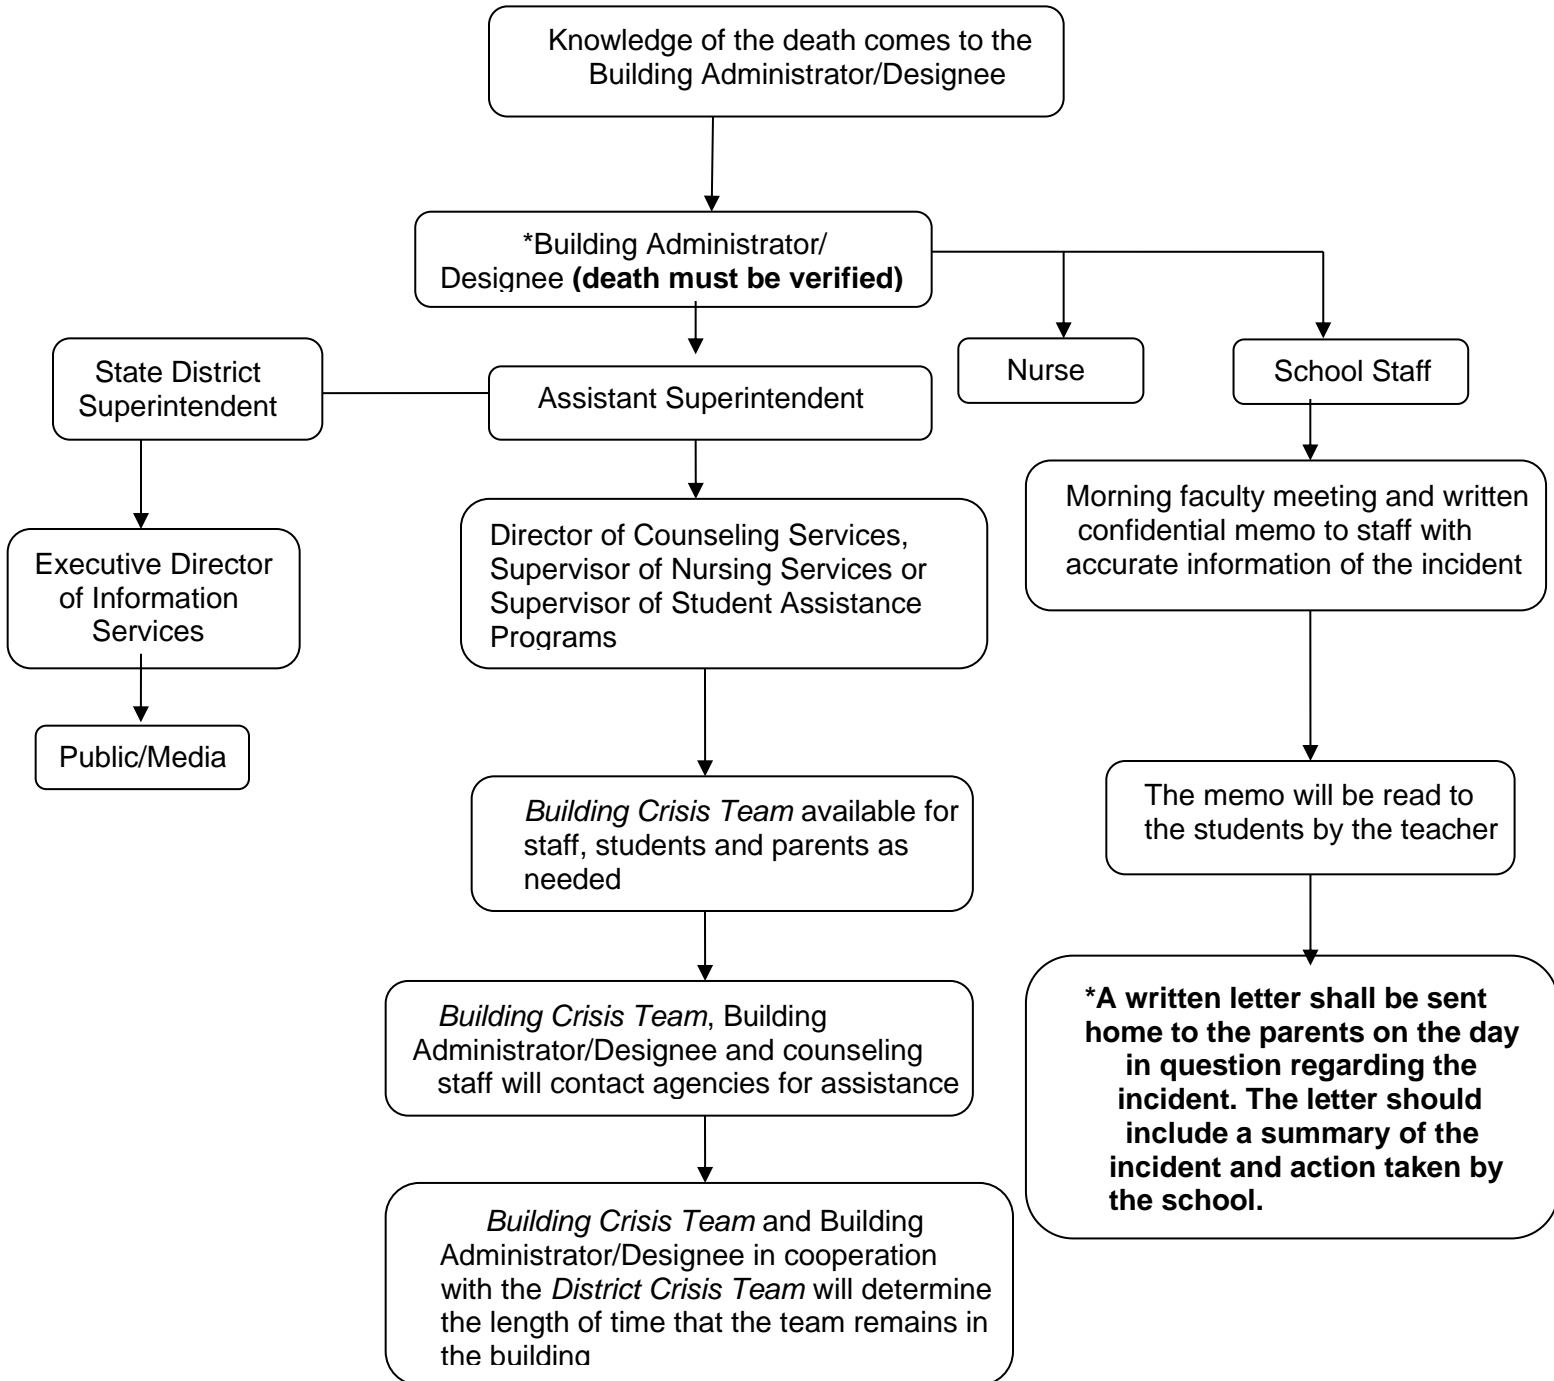 Knowledge of the death comes to the
Building Administrator/Designee
*Building Administrator/
Designee (death must be verified)
Nurse
School Staff
State District
Superintendent
Assistant Superintendent
Executive Director
of Information
Services
Public/Media
Director of Counseling Services,
Supervisor of Nursing Services or
Supervisor of Student Assistance
Programs
Morning faculty meeting and written
confidential memo to staff with
accurate information of the incident
Building Crisis Team available for
staff, students and parents as
needed
The memo will be read to
the students by the teacher
Building Crisis Team, Building
Administrator/Designee and counseling
staff will contact agencies for assistance
*A written letter shall be sent
home to the parents on the day
in question regarding the
incident. The letter should
include a summary of the
incident and action taken by
the school.
Building Crisis Team and Building
Administrator/Designee in cooperation
with the District Crisis Team will determine
the length of time that the team remains in
the building